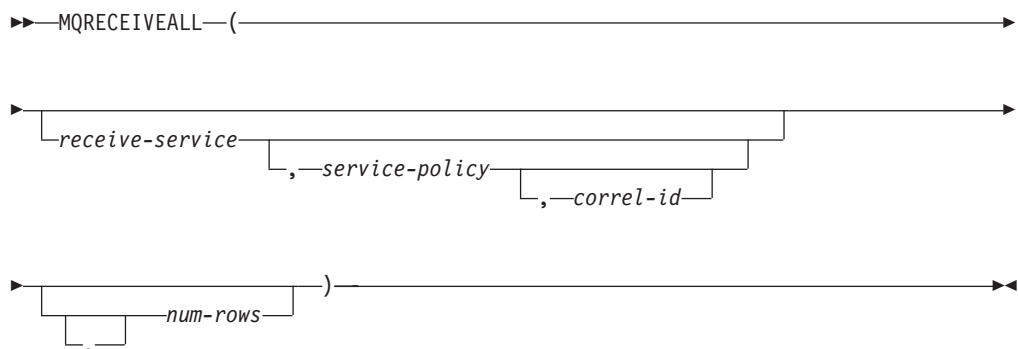 MQRECEIVEALL (
receive-service
, service-policy
, correl-id
)
num-rows
,